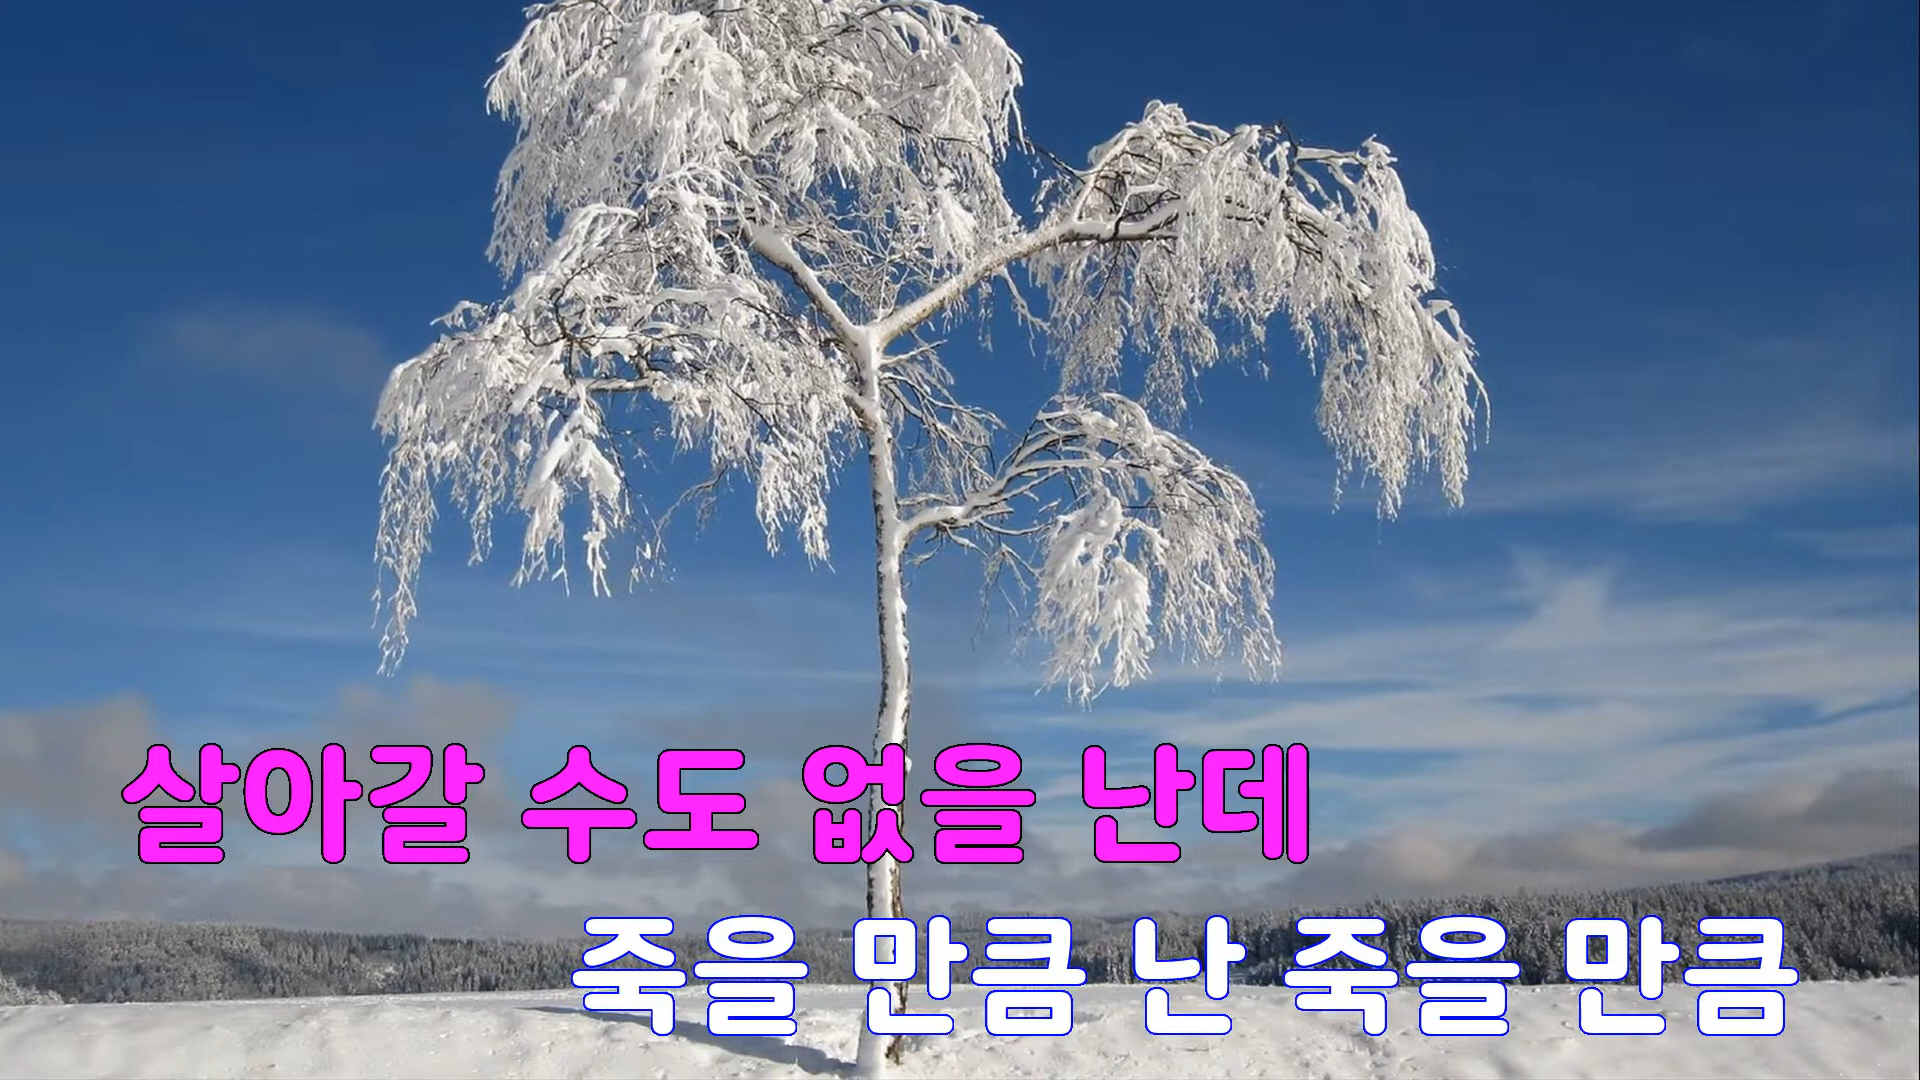 살아갈 수도 없을 난데
죽을 만큼 난 죽을 만큼